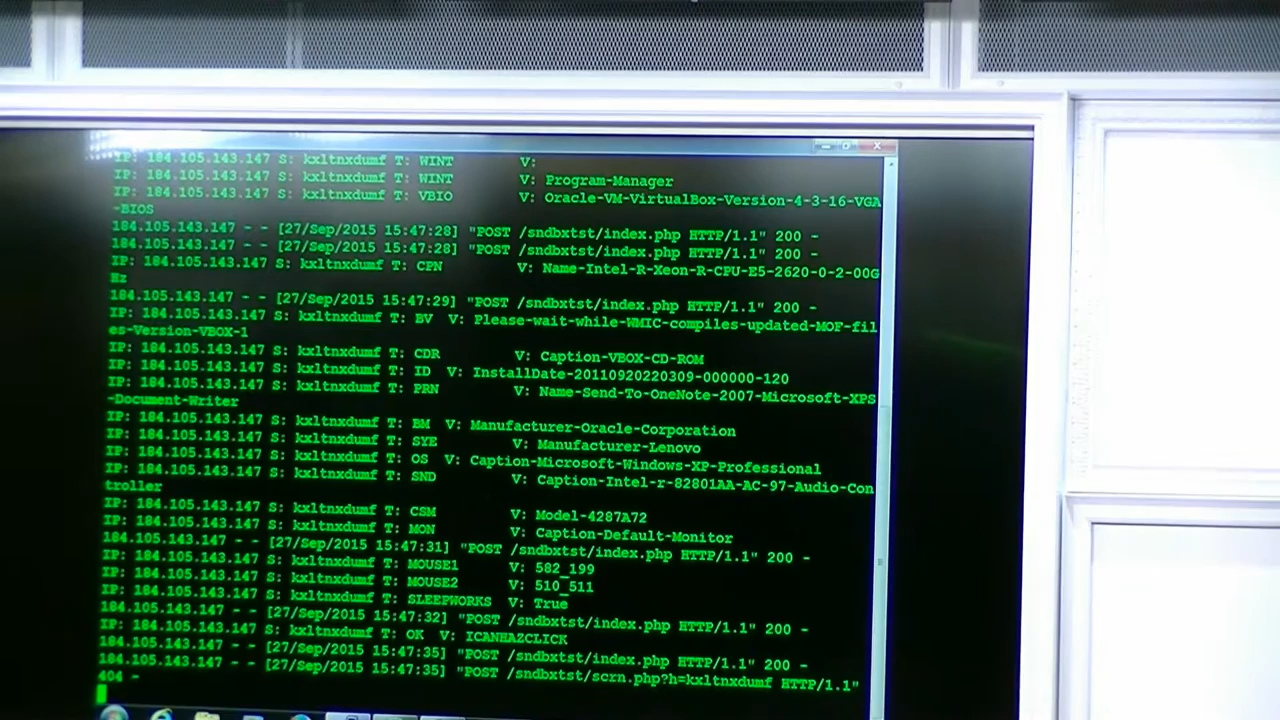 IP: 184.105.143.147 S: kxltnxdumf T: WINT V:
IP: 184.105.143.147 S: kxltnxdumf T: WINT V: Program-Manager
IP: 184.105.143.147 S: kxltnxdumf T: VBIO V: Oracle-VM-VirtualBox-Version-4-3-16-VGA
-BIOS
184.105.143.147 - - [27/Sep/2015 15:47:28] "POST /sndbxtst/index.php HTTP/1.1" 200 -
184.105.143.147 - - [27/Sep/2015 15:47:28] "POST /sndbxtst/index.php HTTP/1.1" 200 -
IP: 184.105.143.147 S: kxltnxdumf T: CPN V: Name-Intel-R-Xeon-R-CPU-E5-2620-0-2-00G
Hz
184.105.143.147 - - [27/Sep/2015 15:47:29] "POST /sndbxtst/index.php HTTP/1.1" 200 -
IP: 184.105.143.147 S: kxltnxdumf T: BV V: Please-wait-while-WMIC-compiles-updated-MOF-fil
es-Version-VBOX-1
IP: 184.105.143.147 S: kxltnxdumf T: CDR V: Caption-VBOX-CD-ROM
IP: 184.105.143.147 S: kxltnxdumf T: ID V: InstallDate-20110920220309-000000-120
IP: 184.105.143.147 S: kxltnxdumf T: PRN V: Name-Send-To-OneNote-2007-Microsoft-XPS
-Document-Writer
IP: 184.105.143.147 S: kxltnxdumf T: BM V: Manufacturer-Oracle-Corporation
IP: 184.105.143.147 S: kxltnxdumf T: SYE V: Manufacturer-Lenovo
IP: 184.105.143.147 S: kxltnxdumf T: OS V: Caption-Microsoft-Windows-XP-Professional
IP: 184.105.143.147 S: kxltnxdumf T: SND V: Caption-Intel-r-82801AA-AC-97-Audio-Con
troller
IP: 184.105.143.147 S: kxltnxdumf T: CSM V: Model-4287A72
IP: 184.105.143.147 S: kxltnxdumf T: MON V: Caption-Default-Monitor
184.105.143.147 - - [27/Sep/2015 15:47:31] "POST /sndbxtst/index.php HTTP/1.1" 200 -
IP: 184.105.143.147 S: kxltnxdumf T: MOUSE1 V: 582_199
IP: 184.105.143.147 S: kxltnxdumf T: MOUSE2 V: 510_511
IP: 184.105.143.147 S: kxltnxdumf T: SLEEPWORKS V: True
184.105.143.147 - - [27/Sep/2015 15:47:32] "POST /sndbxtst/index.php HTTP/1.1" 200 -
IP: 184.105.143.147 S: kxltnxdumf T: OK V: ICANHAZCLICK
184.105.143.147 - - [27/Sep/2015 15:47:35] "POST /sndbxtst/index.php HTTP/1.1" 200 -
184.105.143.147 - - [27/Sep/2015 15:47:35] "POST /sndbxtst/scrn.php?h=kxltnxdumf HTTP/1.1"
404 -